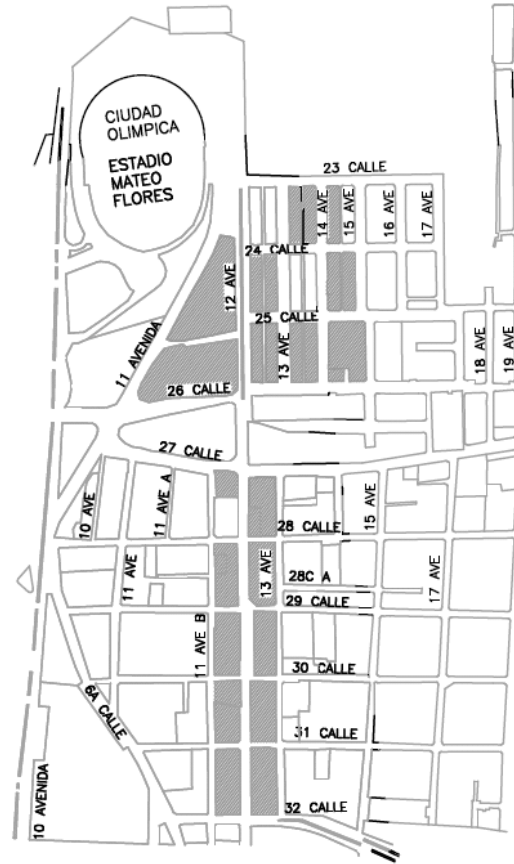 CIUDAD
OLIMPICA
ESTADIO
MATEO
FLORES
23 CALLE
14 AVE
15 AVE
16 AVE
17 AVE
24 CALLE
12 AVE
25 CALLE
11 AVENIDA
13 AVE
18 AVE
19 AVE
26 CALLE
27 CALLE
10 AVE
11 AVE A
28 CALLE
15 AVE
11 AVE
13 AVE
28C A
17 AVE
29 CALLE
11 AVE B
30 CALLE
6A CALLE
31 CALLE
10 AVENIDA
32 CALLE